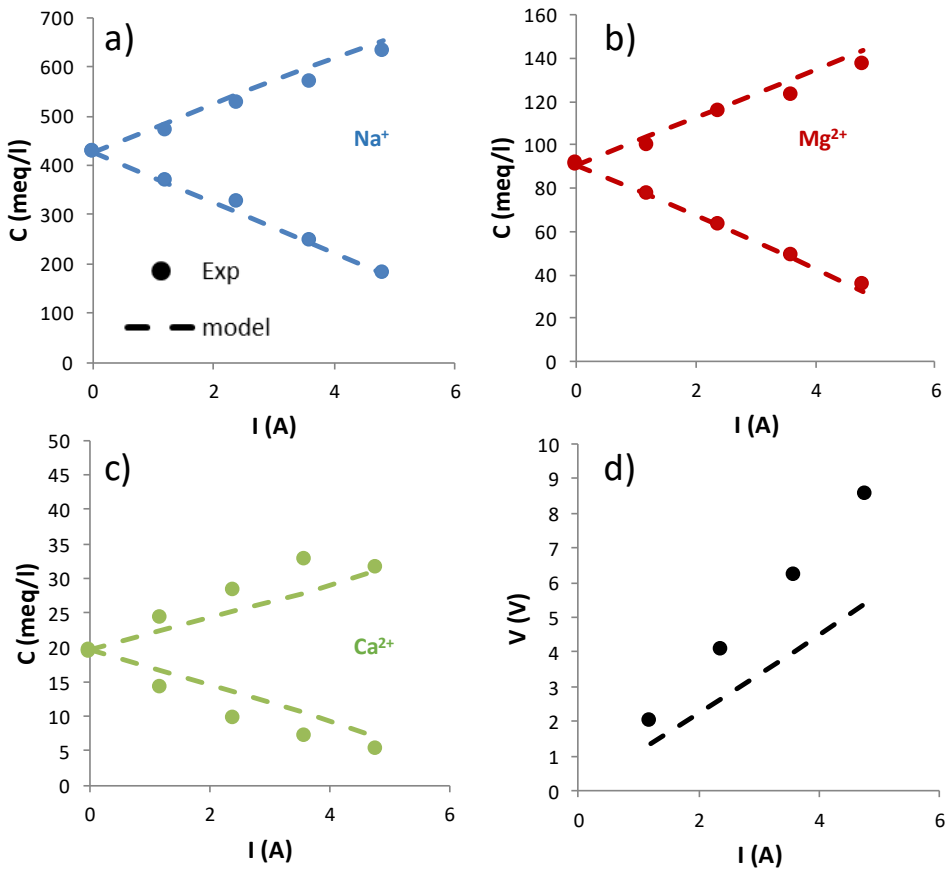 a)
700
600
500
400
300
200
100
0
C (meq/l)
Na⁺
Exp
model
0 2 4 6
I (A)
b)
160
140
120
100
80
60
40
20
0
C (meq/l)
Mg²⁺
0 2 4 6
I (A)
c)
50
45
40
35
30
25
20
15
10
5
0
C (meq/l)
Ca²⁺
0 2 4 6
I (A)
d)
10
9
8
7
6
5
4
3
2
1
0
V (V)
0 2 4 6
I (A)